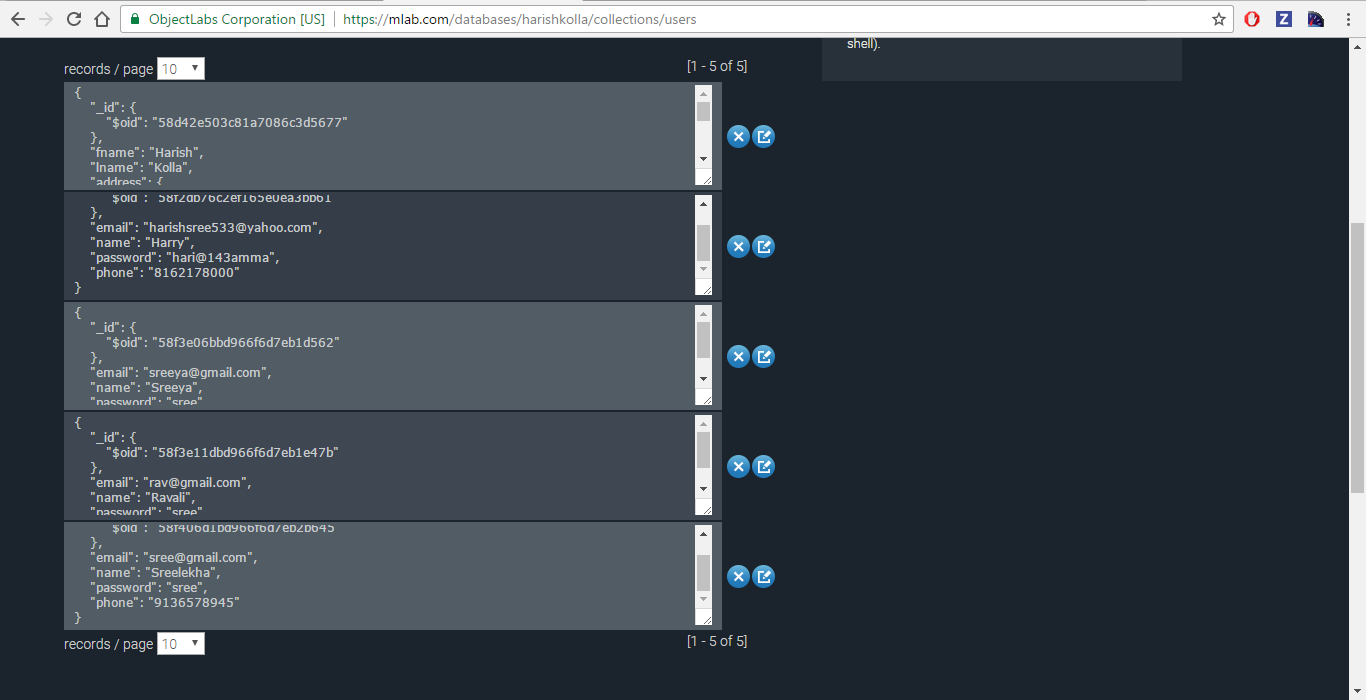 ObjectLabs Corporation [US] https://mlab.com/databases/harishkolla/collections/users
shell).
records / page 10 [1 - 5 of 5]
{
"_id": {
"$oid": "58d42e503c81a7086c3d5677"
},
"fname": "Harish",
"lname": "Kolla",
"address": {
"$oid": "58f2db76c2ef165e0ea3bb61"
},
"email": "harishsree533@yahoo.com",
"name": "Harry",
"password": "hari@143amma",
"phone": "8162178000"
}
{
"_id": {
"$oid": "58f3e06bbd966f6d7eb1d562"
},
"email": "sreeya@gmail.com",
"name": "Sreeya",
"password": "sree"
{
"_id": {
"$oid": "58f3e11dbd966f6d7eb1e47b"
},
"email": "rav@gmail.com",
"name": "Ravali",
"password": "sree"
"$oid": "58f406d1bd966f6d7eb2b645"
},
"email": "sree@gmail.com",
"name": "Sreelekha",
"password": "sree",
"phone": "9136578945"
}
records / page 10 [1 - 5 of 5]